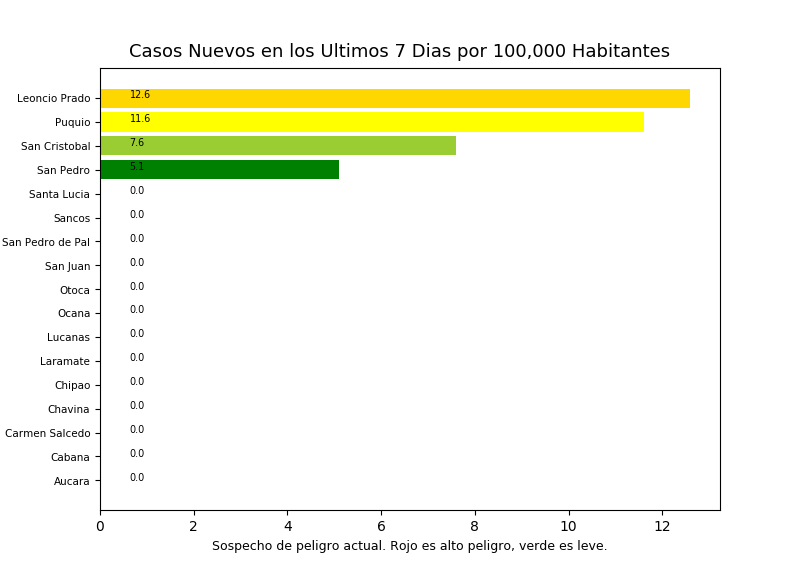 Casos Nuevos en los Ultimos 7 Dias por 100,000 Habitantes
Leoncio Prado 12.6
Puquio 11.6
San Cristobal 7.6
San Pedro 5.1
Santa Lucia 0.0
Sancos 0.0
San Pedro de Pal 0.0
San Juan 0.0
Otoca 0.0
Ocana 0.0
Lucanas 0.0
Laramate 0.0
Chipao 0.0
Chavina 0.0
Carmen Salcedo 0.0
Cabana 0.0
Aucara 0.0
0 2 4 6 8 10 12
Sospecho de peligro actual. Rojo es alto peligro, verde es leve.